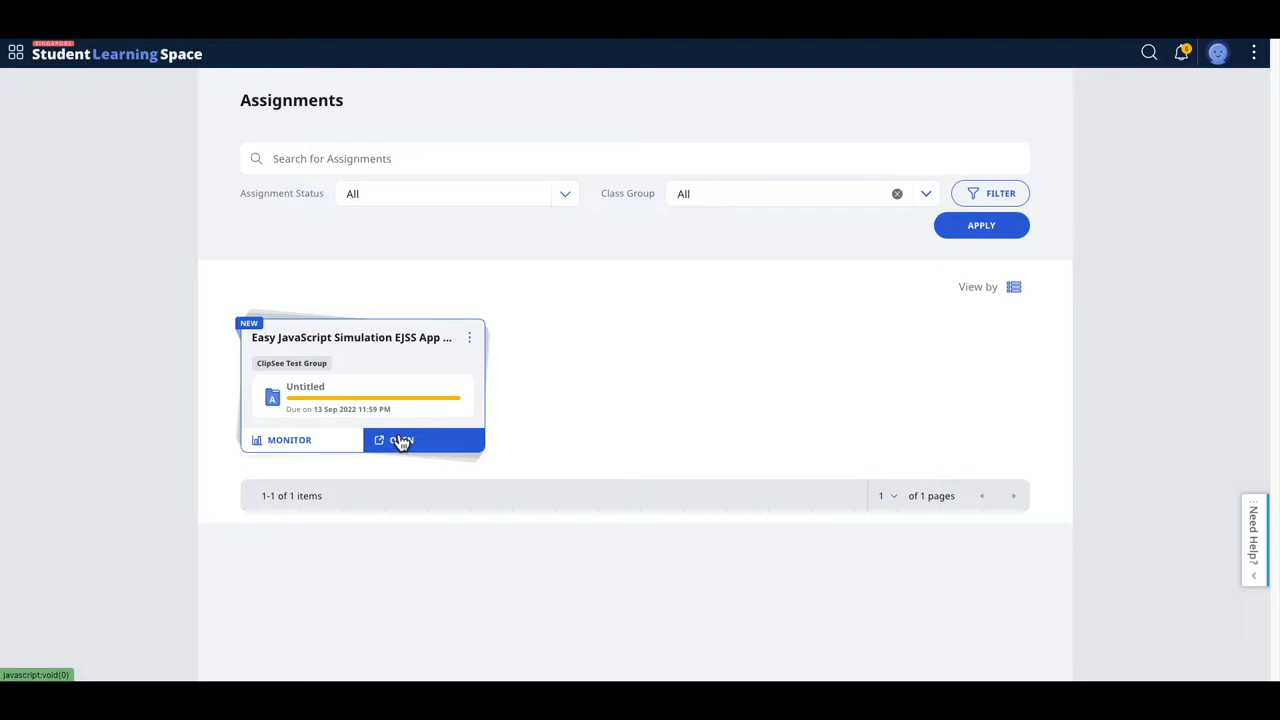 SINGAPORE
Student Learning Space
6
Assignments
Search for Assignments
Assignment Status
All
Class Group
All
FILTER
APPLY
View by
NEW
Easy JavaScript Simulation EJSS App ...
ClipSee Test Group
A
Untitled
Due on 13 Sep 2022 11:59 PM
MONITOR
1-1 of 1 items
1
of 1 pages
Need Help?
javascript:void(0)